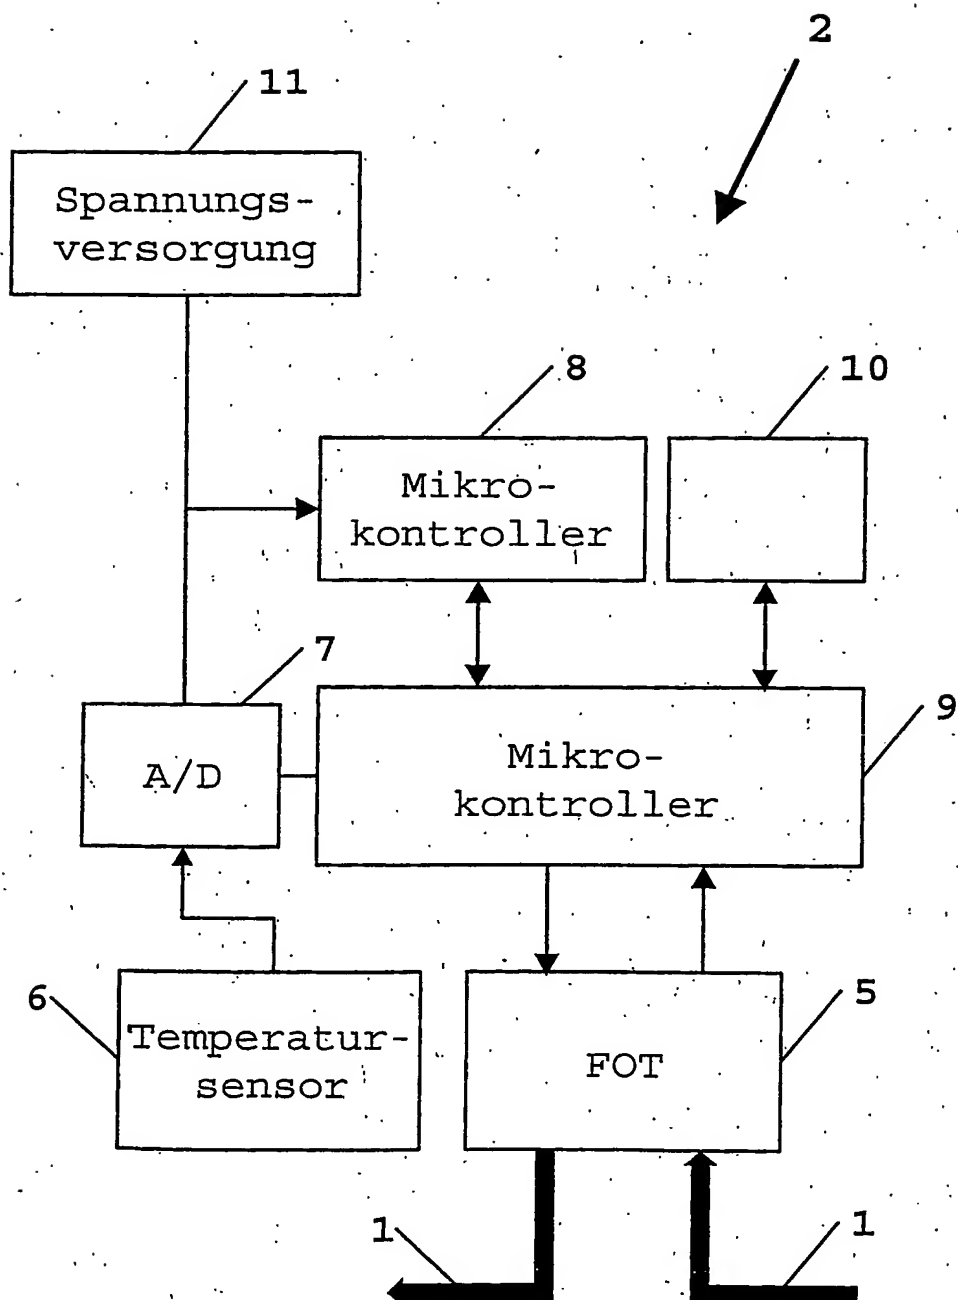 2
11
Spannungs-
versorgung
8
10
Mikro-
kontroller
7
9
A/D
Mikro-
kontroller
6
5
Temperatur-
sensor
FOT
1
1